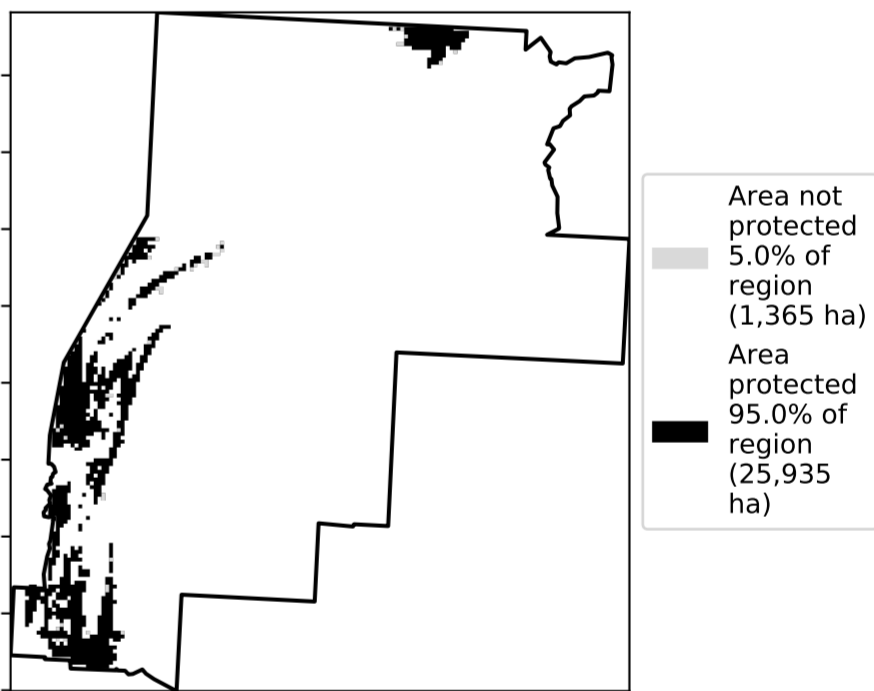 Area not
protected
5.0% of
region
(1,365 ha)
Area
protected
95.0% of
region
(25,935
ha)